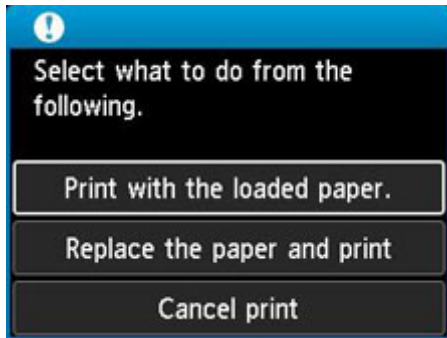 Select what to do from the
following.
Print with the loaded paper.
Replace the paper and print
Cancel print